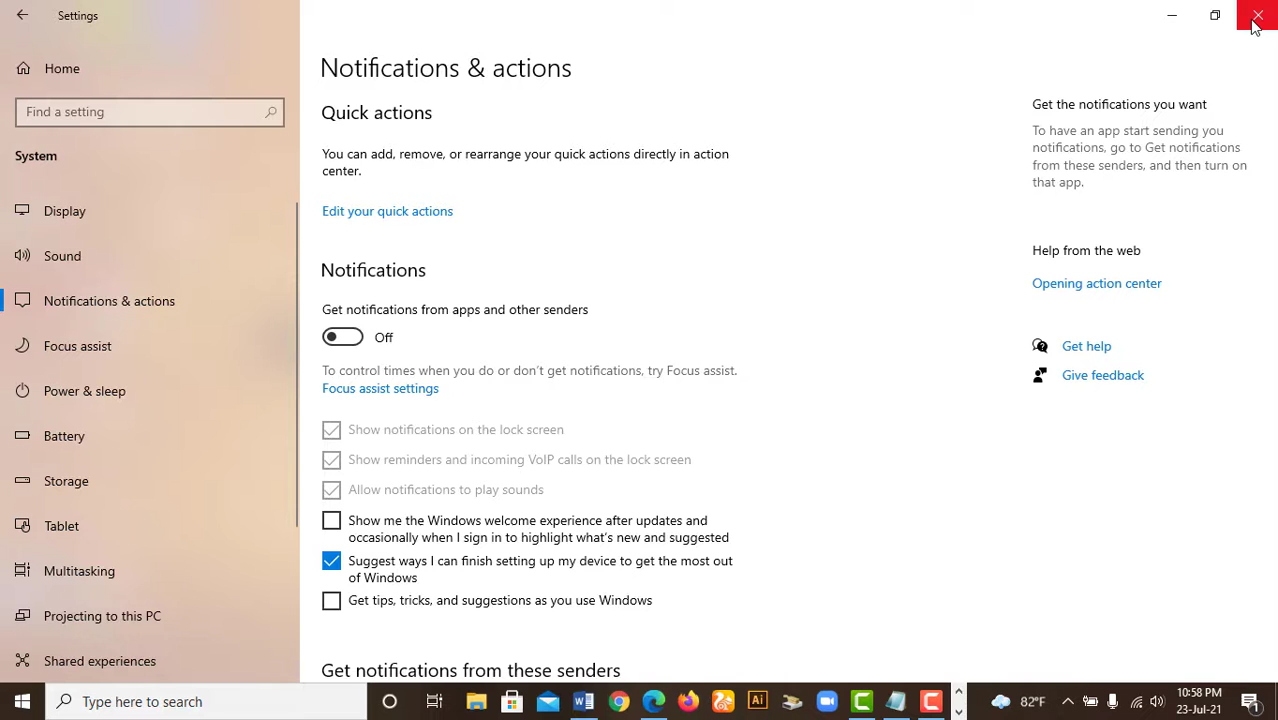 Settings
Home
Find a setting
System
Display
Sound
Notifications & actions
Focus assist
Power & sleep
Battery
Storage
Tablet
Multitasking
Projecting to this PC
Shared experiences
Notifications & actions
Quick actions
You can add, remove, or rearrange your quick actions directly in action
center.
Edit your quick actions
Notifications
Get notification from apps and other senders
Off
To control times when you do or don't get notifications, try Focus assist.
Focus assist settings
Show notifications on the lock screen
Show reminders and incoming VoIP calls on the lock screen
Allow notifications to play sounds
Show me the Windows welcome experience after updates and
occasionally when I sign in to highlight what's new and suggested
Suggest ways I can finish setting up my device to get the most out
of Windows
Get tips, tricks, and suggestions as you use Windows
Get notifications from these senders
Get the notifications you want
To have an app start sending you
notifications, go to Get notifications
from these senders, and then turn on
that app.
Help from the web
Opening action center
Get help
Give feedback
Type here to search
W
Ai
82°F
10:58 PM
23-Jul-21
1